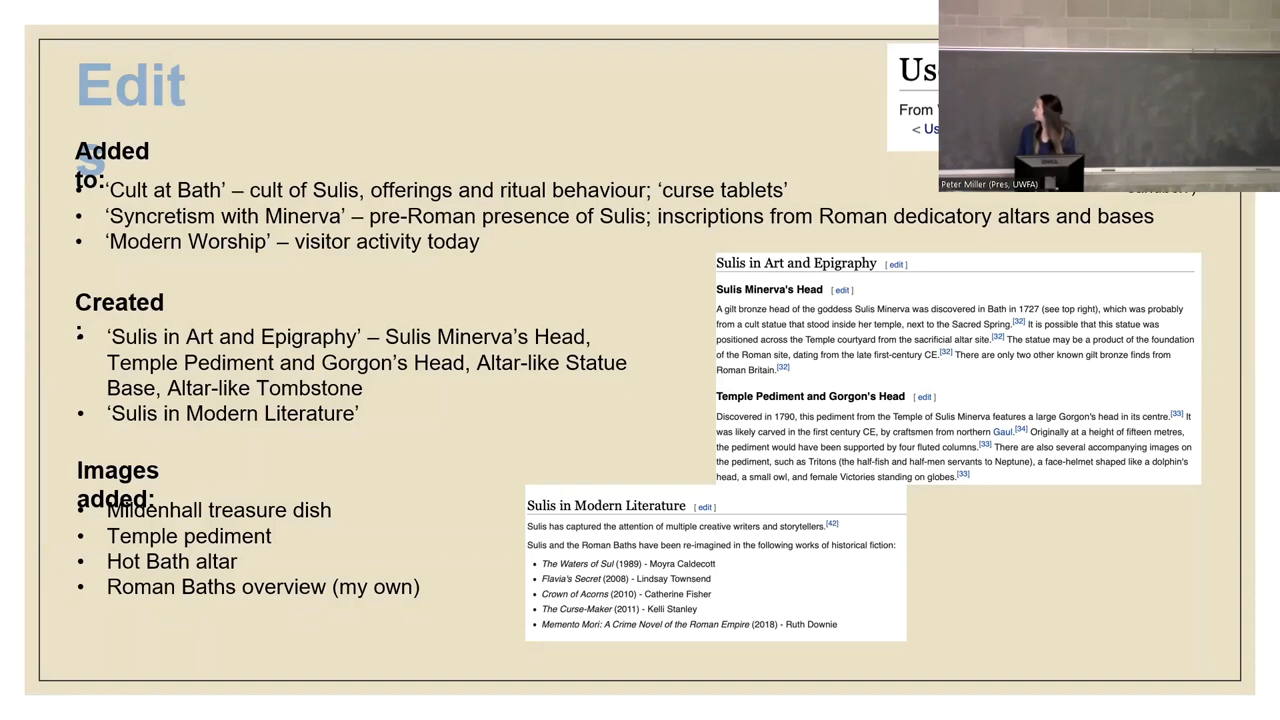 Edit
s
Us
From
< Us
Added
to:
• ‘Cult at Bath’ – cult of Sulis, offerings and ritual behaviour; ‘curse tablets’
• ‘Syncretism with Minerva’ – pre-Roman presence of Sulis; inscriptions from Roman dedicatory altars and bases
• ‘Modern Worship’ – visitor activity today
Created
:
• ‘Sulis in Art and Epigraphy’ – Sulis Minerva’s Head,
Temple Pediment and Gorgon’s Head, Altar-like Statue
Base, Altar-like Tombstone
• ‘Sulis in Modern Literature’
Images
added:
• Mildenhall treasure dish
• Temple pediment
• Hot Bath altar
• Roman Baths overview (my own)
Peter Miller (Pres, UWFA)
Sulis in Art and Epigraphy [ edit ]
Sulis Minerva's Head [ edit ]
A gilt bronze head of the goddess Sulis Minerva was discovered in Bath in 1727 (see top right), which was probably
from a cult statue that stood inside her temple, next to the Sacred Spring.[32] It is possible that this statue was
positioned across the Temple courtyard from the sacrificial altar site.[32] The statue may be a product of the foundation
of the Roman site, dating from the late first-century CE.[32] There are only two other known gilt bronze finds from
Roman Britain.[32]
Temple Pediment and Gorgon's Head [ edit ]
Discovered in 1790, this pediment from the Temple of Sulis Minerva features a large Gorgon's head in its centre.[33] It
was likely carved in the first century CE, by craftsmen from northern Gaul.[34] Originally at a height of fifteen metres,
the pediment would have been supported by four fluted columns.[33] There are also several accompanying images on
the pediment, such as Tritons (the half-fish and half-men servants to Neptune), a face-helmet shaped like a dolphin's
head, a small owl, and female Victories standing on globes.[33]
Sulis in Modern Literature [ edit ]
Sulis has captured the attention of multiple creative writers and storytellers.[42]
Sulis and the Roman Baths have been re-imagined in the following works of historical fiction:
• The Waters of Sul (1989) - Moyra Caldecott
• Flavia's Secret (2008) - Lindsay Townsend
• Crown of Acorns (2010) - Catherine Fisher
• The Curse-Maker (2011) - Kelli Stanley
• Memento Mori: A Crime Novel of the Roman Empire (2018) - Ruth Downie